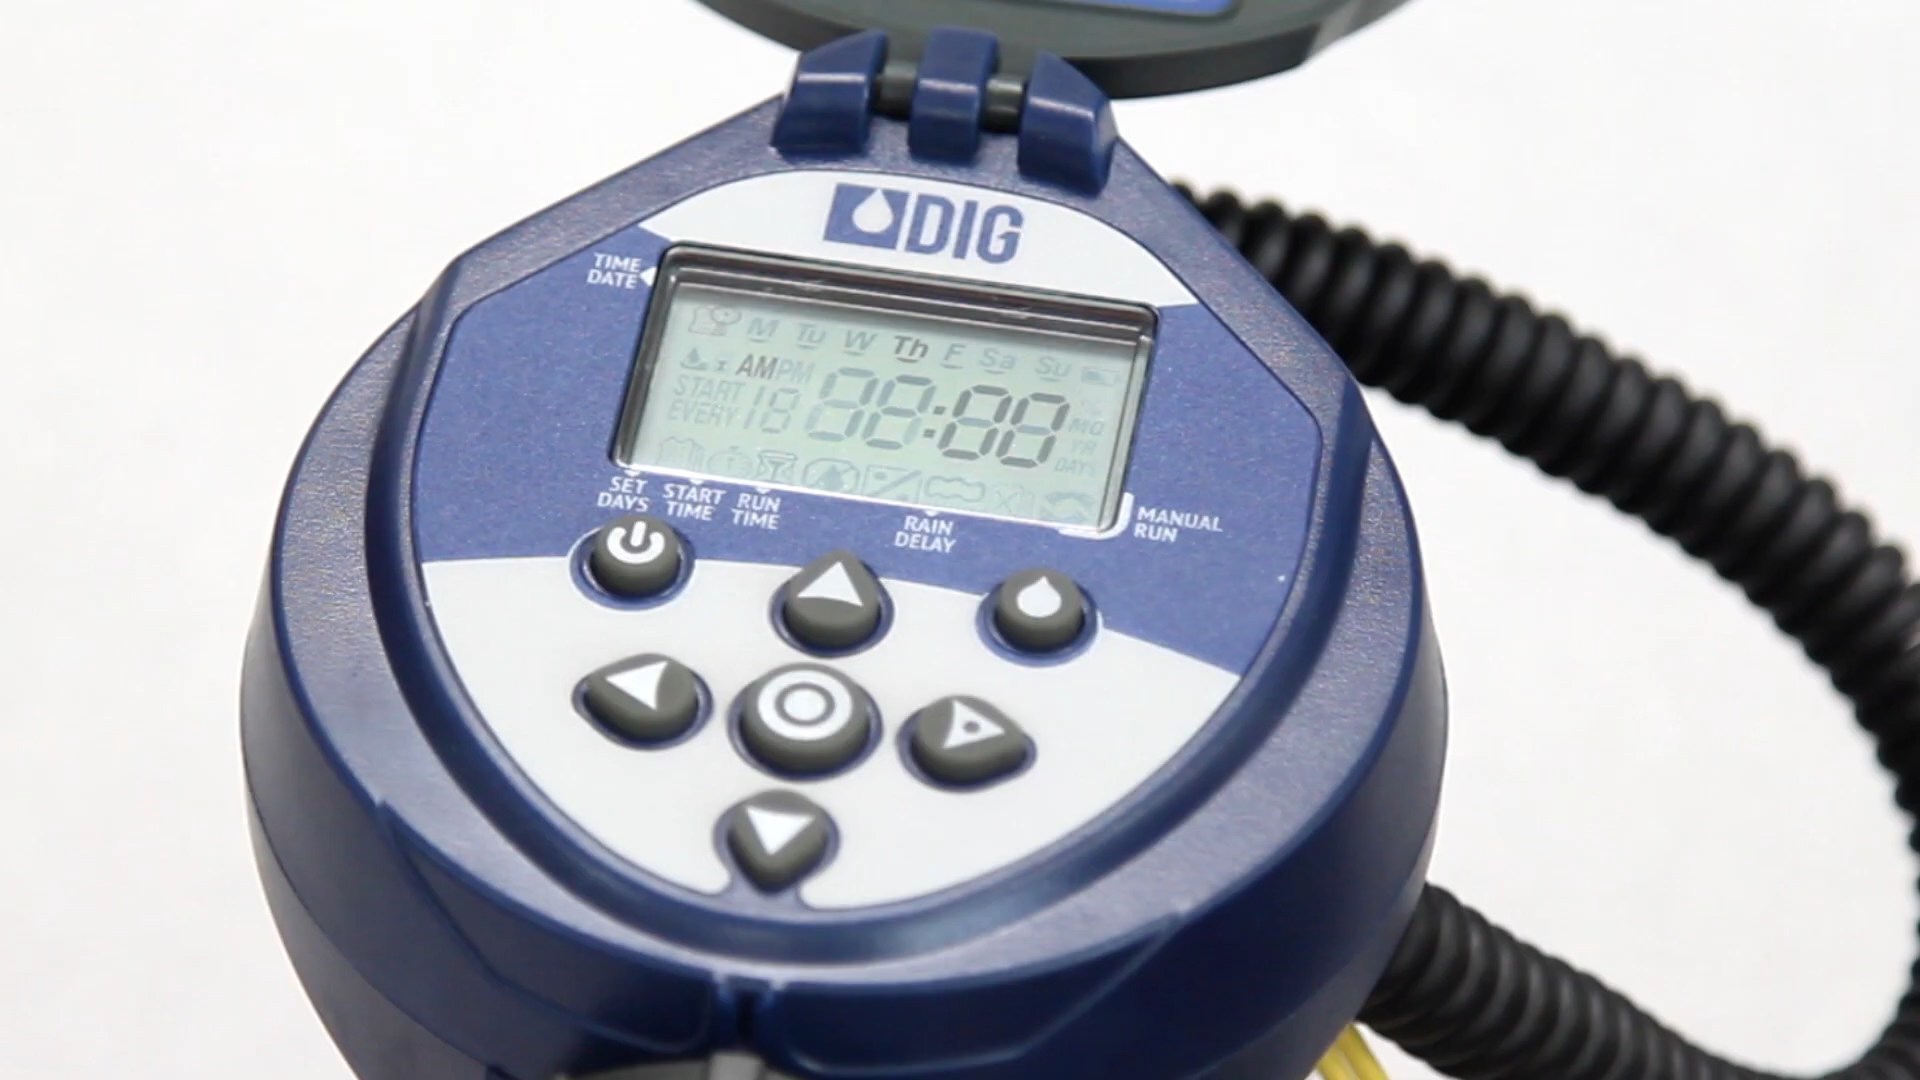 DIG
TIME
DATE
M Tu W Th F Sa Su
AM PM
START
EVERY 18 88:88
MO
YR
DAYS
SET
DAYS
START
TIME
RUN
TIME
RAIN
DELAY
MANUAL
RUN